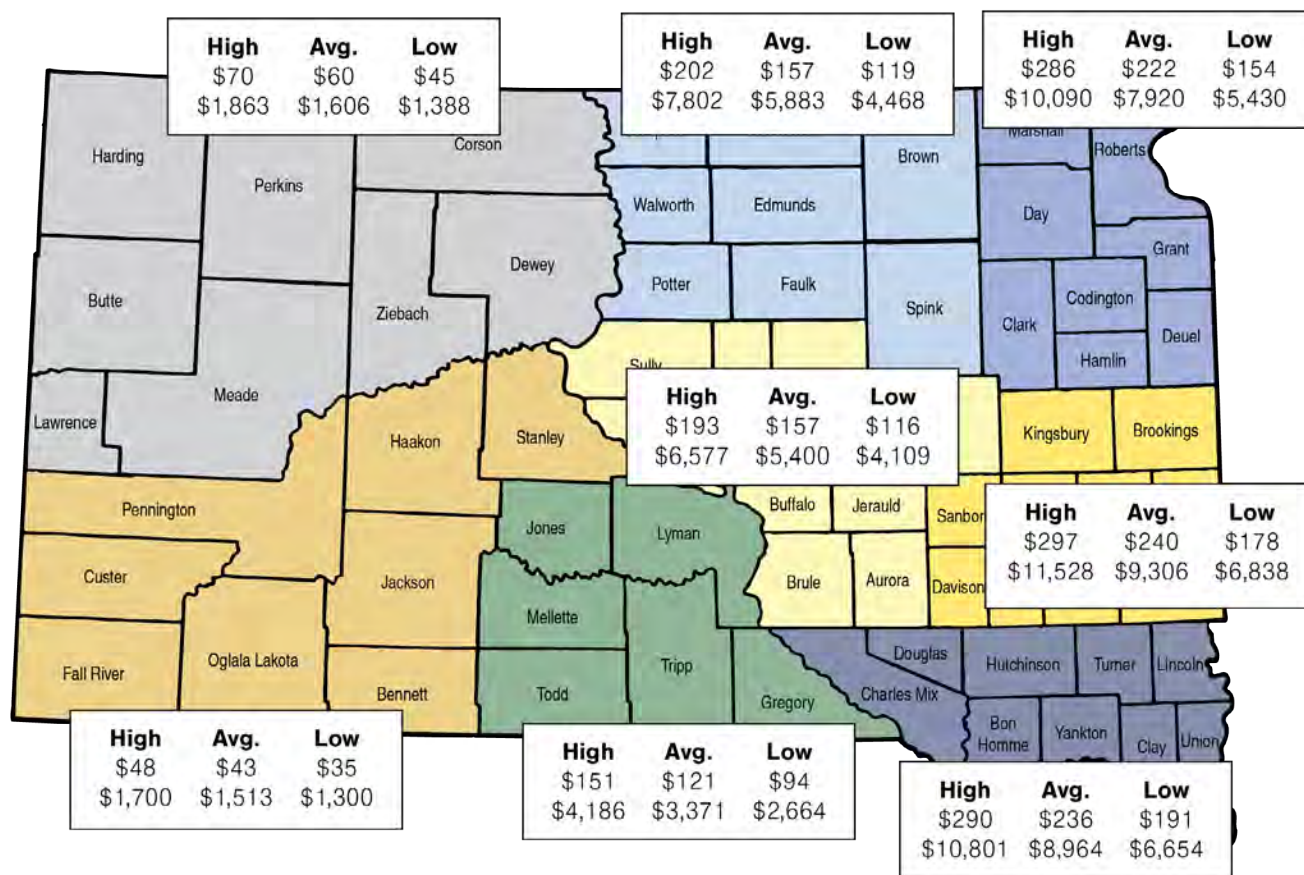 High Avg. Low
$70 $60 $45
$1,863 $1,606 $1,388
High Avg. Low
$202 $157 $119
$7,802 $5,883 $4,468
High Avg. Low
$286 $222 $154
$10,090 $7,920 $5,430
Harding
Perkins
Corson
Brown
Marshall
Roberts
Walworth
Edmunds
Day
Grant
Butte
Dewey
Ziebach
Potter
Faulk
Spink
Clark
Codington
Hamlin
Deuel
Lawrence
Meade
Sully
High Avg. Low
$193 $157 $116
$6,577 $5,400 $4,109
Haakon
Stanley
Kingsbury
Brookings
Pennington
Jones
Lyman
Buffalo
Jerauld
Sanbor
High Avg. Low
$297 $240 $178
$11,528 $9,306 $6,838
Custer
Jackson
Brule
Aurora
Davison
Mellette
Fall River
Oglala Lakota
Bennett
Todd
Tripp
Gregory
Charles Mix
Douglas
Hutchinson
Turner
Lincoln
Bon
Homme
Yankton
Clay
Union
High Avg. Low
$48 $43 $35
$1,700 $1,513 $1,300
High Avg. Low
$151 $121 $94
$4,186 $3,371 $2,664
High Avg. Low
$290 $236 $191
$10,801 $8,964 $6,654